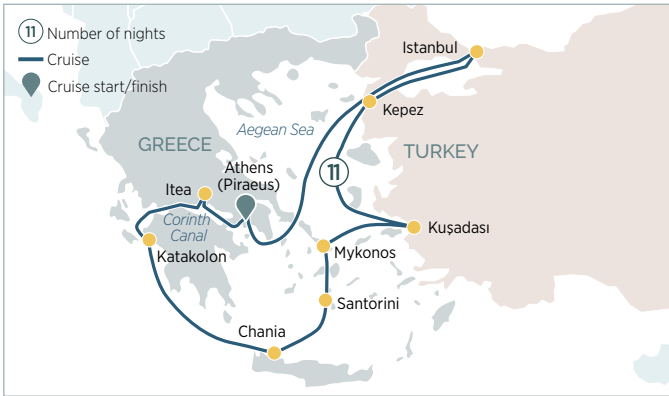 11 Number of nights
Cruise
Cruise start/finish
Istanbul
Kepez
Aegean Sea
GREECE
TURKEY
Athens
(Piraeus)
11
Itea
Corinth
Canal
Kuşadası
Katakolon
Mykonos
Santorini
Chania